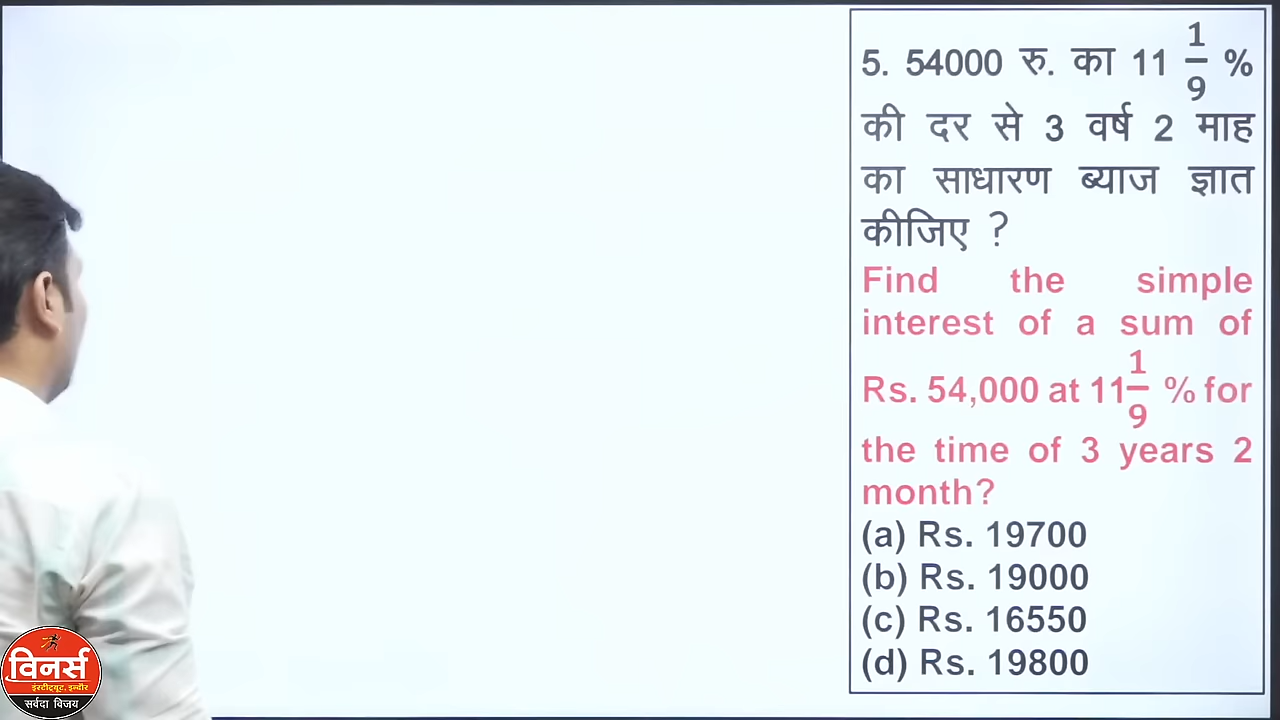 5. 54000 रु. का 11 1/9 %
की दर से 3 वर्ष 2 माह
का साधारण ब्याज ज्ञात
कीजिए ?
Find the simple
interest of a sum of
Rs. 54,000 at 11 1/9 % for
the time of 3 years 2
month?
(a) Rs. 19700
(b) Rs. 19000
(c) Rs. 16550
(d) Rs. 19800
विनर्स
इंस्टीट्यूट, इन्दौर
सर्वदा विजय